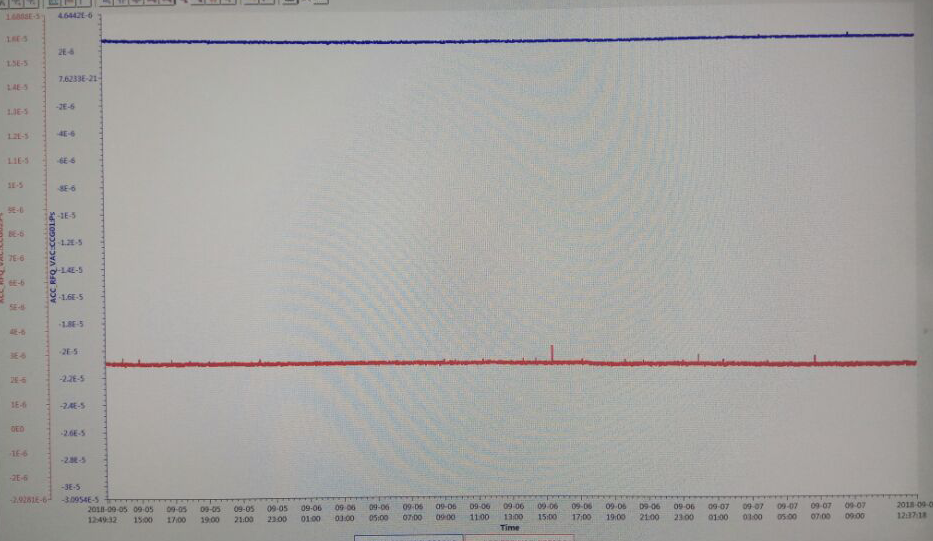 1.6888E-5
1.6E-5
1.5E-5
1.4E-5
1.3E-5
1.2E-5
1.1E-5
1E-5
9E-6
8E-6
7E-6
6E-6
5E-6
4E-6
3E-6
2E-6
1E-6
0E0
-1E-6
-2E-6
-2.9281E-6
ACC_RFQ_VAC:CCG01:Ps
4.6442E-6
2E-6
7.6233E-21
-2E-6
-4E-6
-6E-6
-8E-6
-1E-5
-1.2E-5
-1.4E-5
-1.6E-5
-1.8E-5
-2E-5
-2.2E-5
-2.4E-5
-2.6E-5
-2.8E-5
-3E-5
-3.0954E-5
2018-09-05 09-05 09-05 09-05 09-05 09-05 09-06 09-06 09-06 09-06 09-06 09-06 09-06 09-06 09-06 09-06 09-06 09-06 09-07 09-07 09-07 09-07 09-07 2018-09-0
12:49:32 15:00 17:00 19:00 21:00 23:00 01:00 03:00 05:00 07:00 09:00 11:00 13:00 15:00 17:00 19:00 21:00 23:00 01:00 03:00 05:00 07:00 09:00 12:37:18
Time